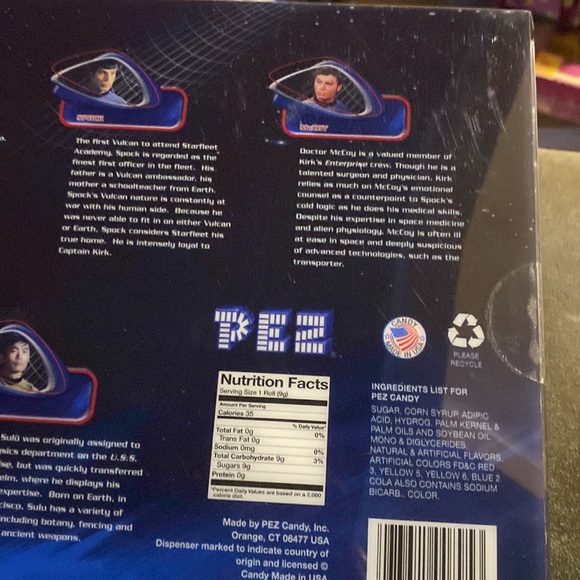 SPOCK
The first Vulcan to attend Starfleet
Academy, Spock is regarded as the
finest first officer in the fleet. His
father is a Vulcan ambassador, his
mother a schoolteacher from Earth.
Spock's Vulcan nature is constantly at
war with his human side. Because he
was never able to fit in on either Vulcan
or Earth, Spock considers Starfleet his
true home. He is intensely loyal to
Captain Kirk.
McCOY
Doctor McCoy is a valued member of
Kirk's Enterprise crew. Though he is a
talented surgeon and physician, Kirk
relies as much on McCoy's emotional
counsel as a counterpoint to Spock's
cold logic as he does his medical skills.
Despite his expertise in space medicine
and alien physiology, McCoy is often ill
at ease in space and deeply suspicious
of advanced technologies, such as the
transporter.
Sulu was originally assigned to
sics department on the U.S.S.
ise, but was quickly transferred
elm, where he displays his
expertise. Born on Earth, in
cisco, Sulu has a variety of
including botany, fencing and
ancient weapons.
PEZ
CANDY
MADE IN USA
PLEASE
RECYCLE
Nutrition Facts
Serving Size 1 Roll (9g)
Amount Per Serving
Calories 35
% Daily Value*
Total Fat 0g 0%
Trans Fat 0g
Sodium 0mg 0%
Total Carbohydrate 9g 3%
Sugars 9g
Protein 0g
*Percent Daily Values are based on a 2,000
calorie diet.
INGREDIENTS LIST FOR
PEZ CANDY
SUGAR, CORN SYRUP, ADIPIC
ACID, HYDROG. PALM KERNEL &
PALM OILS AND SOYBEAN OIL
MONO & DIGLYCERIDES,
NATURAL & ARTIFICIAL FLAVORS,
ARTIFICIAL COLORS FD&C RED
3, YELLOW 5, YELLOW 6, BLUE 2.
COLA ALSO CONTAINS SODIUM
BICARB., COLOR.
Made by PEZ Candy, Inc.
Orange, CT 06477 USA
Dispenser marked to indicate country of
origin and licensed ©
Candy Made in USA